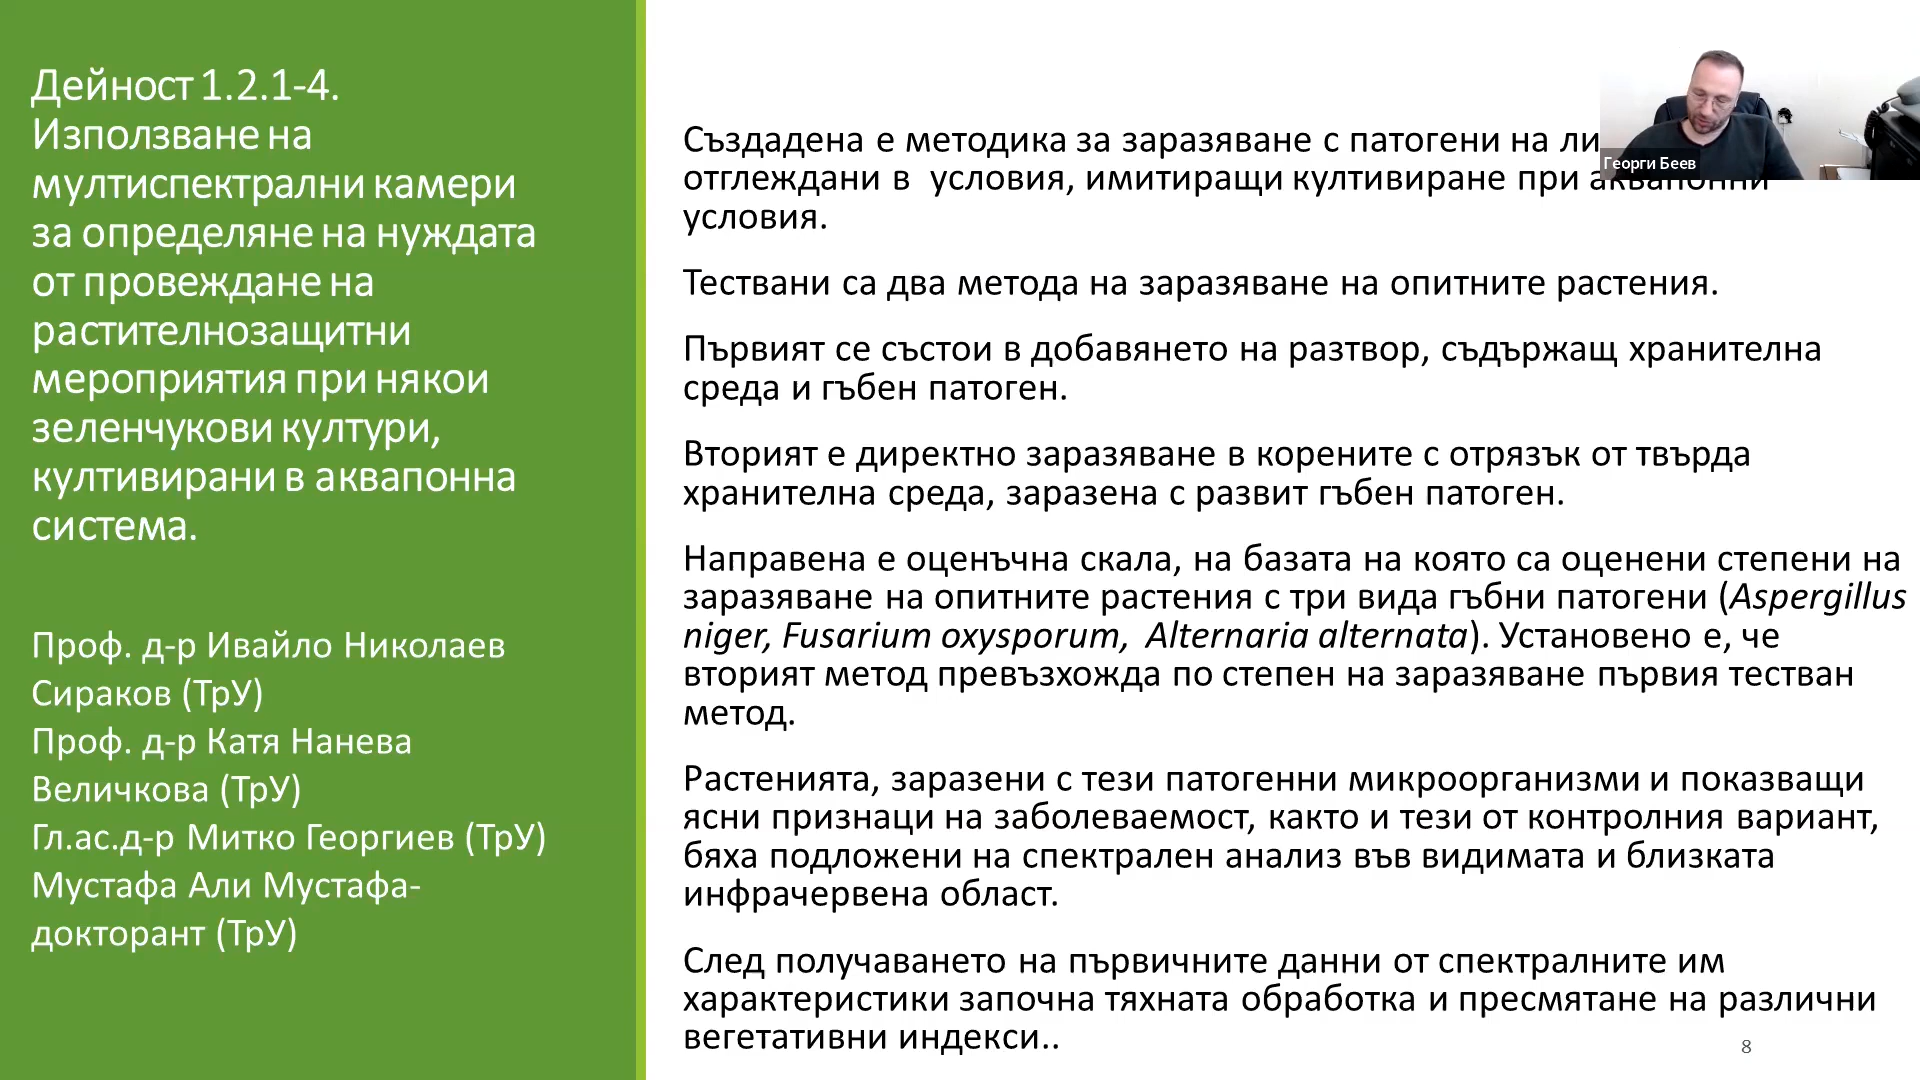 Дейност 1.2.1-4.
Използване на
мултиспектрални камери
за определяне на нуждата
от провеждане на
растителнозащитни
мероприятия при някои
зеленчукови култури,
култивирани в аквапонна
система.
Проф. д-р Ивайло Николаев
Сираков (ТрУ)
Проф. д-р Катя Нанева
Величкова (ТрУ)
Гл.ас.д-р Митко Георгиев (ТрУ)
Мустафа Али Мустафа-
докторант (ТрУ)
Създадена е методика за заразяване с патогени на
отглеждани в условия, имитиращи култивиране при аквапонни
условия.
Тествани са два метода на заразяване на опитните растения.
Първият се състои в добавянето на разтвор, съдържащ хранителна
среда и гъбен патоген.
Вторият е директно заразяване в корените с отрязък от твърда
хранителна среда, заразена с развит гъбен патоген.
Направена е оценъчна скала, на базата на която са оценени степени на
заразяване на опитните растения с три вида гъбни патогени (Aspergillus
niger, Fusarium oxysporum, Alternaria alternata). Установено е, че
вторият метод превъзхожда по степен на заразяване първия тестван
метод.
Растенията, заразени с тези патогенни микроорганизми и показващи
ясни признаци на заболеваемост, както и тези от контролния вариант,
бяха подложени на спектрален анализ във видимата и близката
инфрачервена област.
След получаването на първичните данни от спектралните им
характеристики започна тяхната обработка и пресмятане на различни
вегетативни индекси..
8
Георги Беев